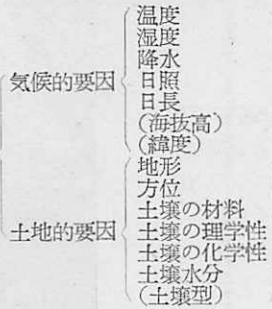 気候的要因
温度
湿度
降水
日照
日長
(海抜高)
(緯度)
土地的要因
地形
方位
土壌の材料
土壌の理学性
土壌の化学性
土壌水分
(土壌型)